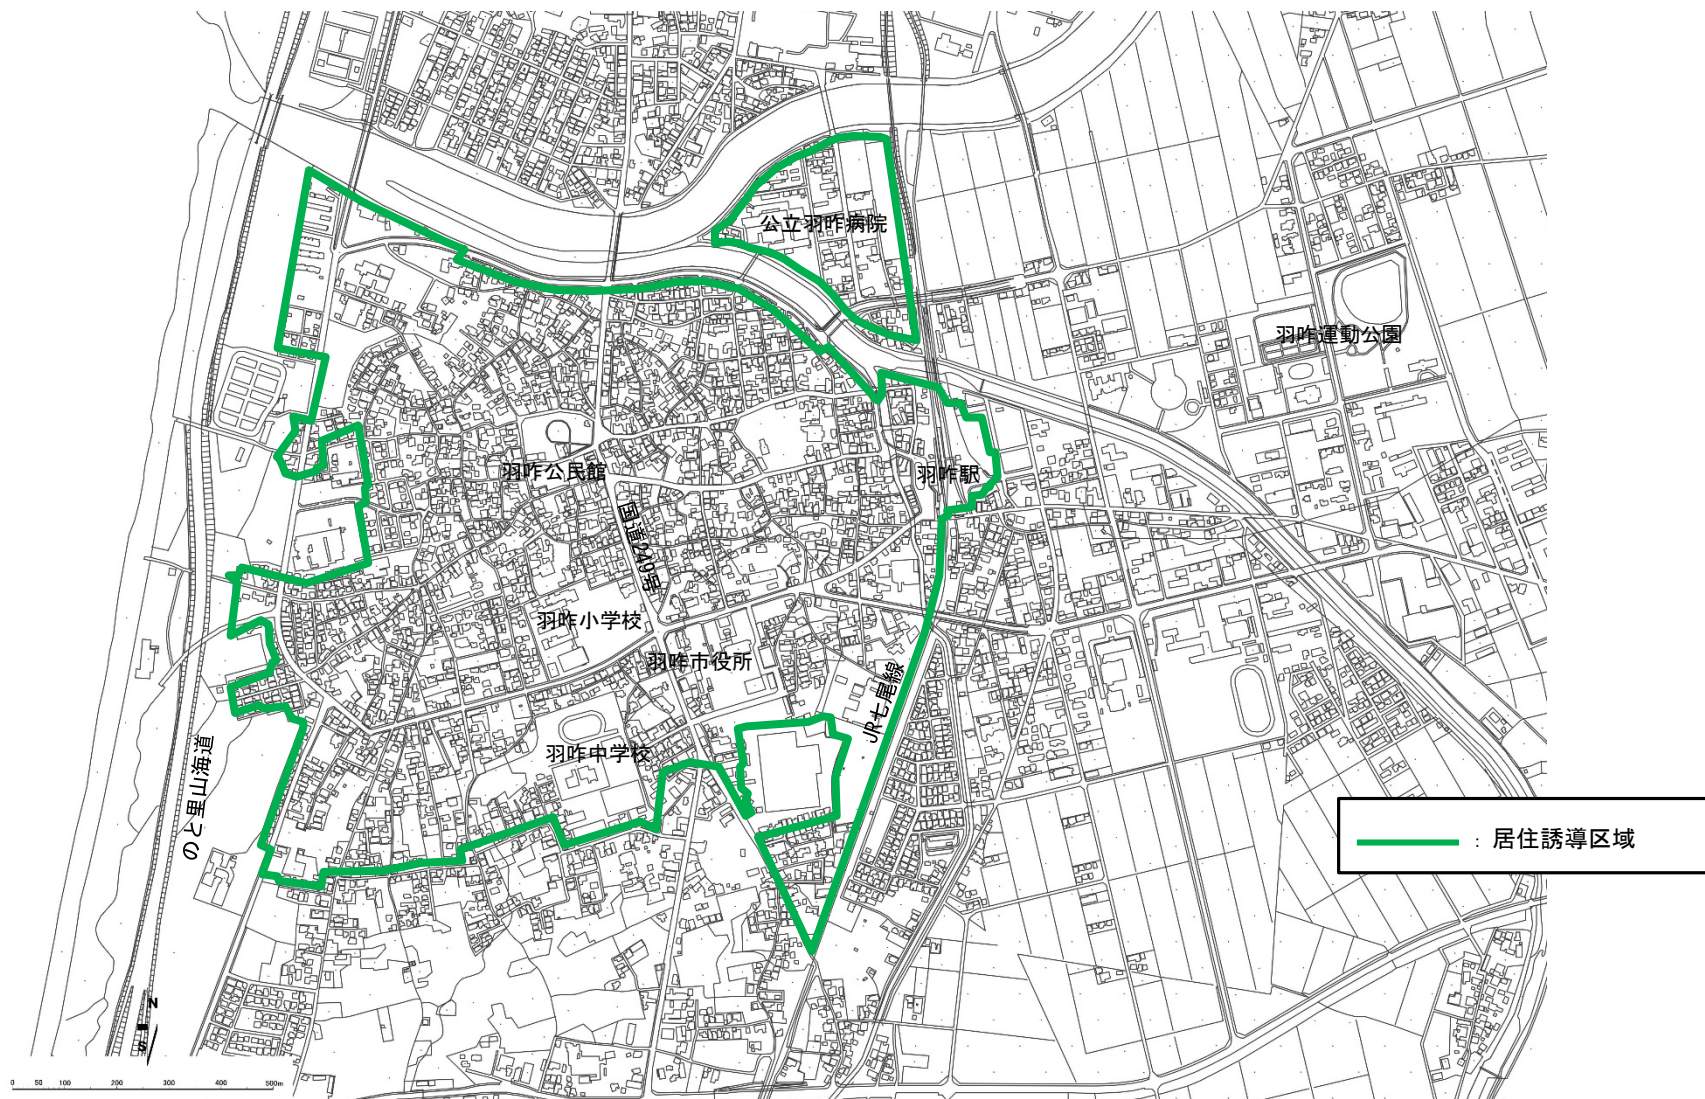 公立羽咋病院
羽咋運動公園
羽咋公民館
羽咋駅
国道249号
羽咋小学校
羽咋市役所
JR七尾線
羽咋中学校
のと里山海道
: 居住誘導区域
N
S
0 50 100 200 300 400 500m